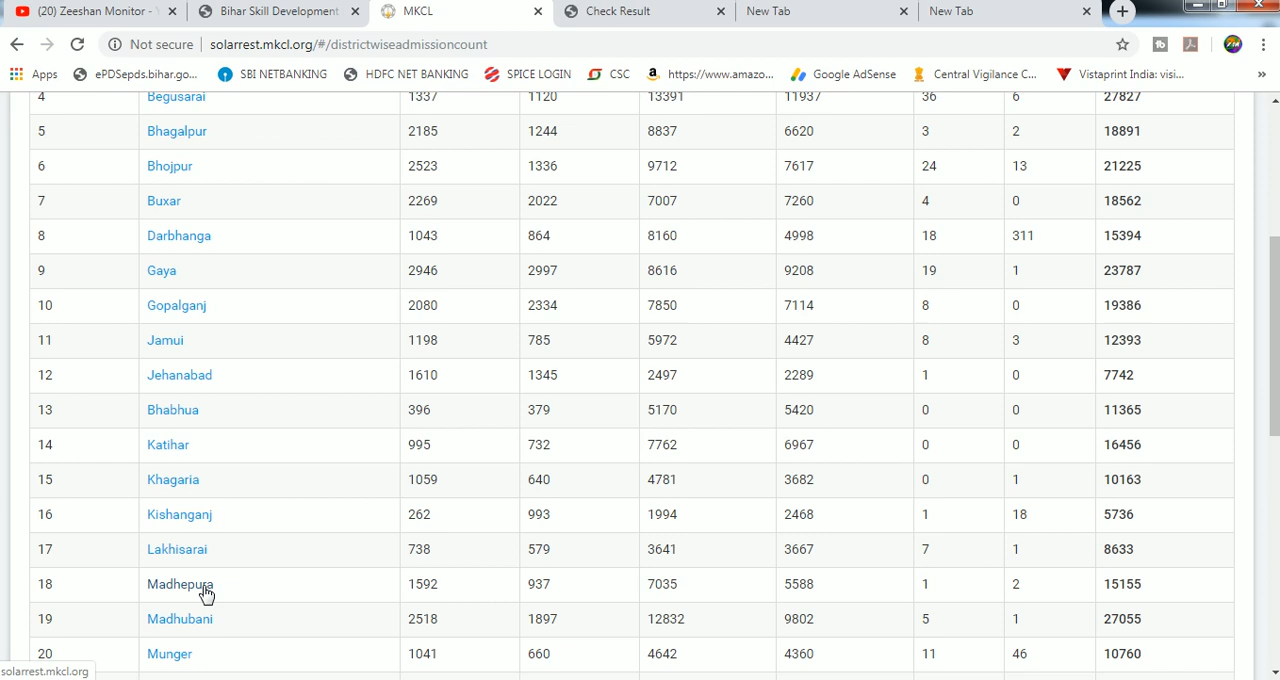 (20) Zeeshan Monitor - Bihar Skill Development MKCL Check Result New Tab New Tab
Not secure solarrest.mkcl.org/#/districtwiseadmissioncount
Apps ePDSepds.bihar.go... SBI NETBANKING HDFC NET BANKING SPICE LOGIN CSC https://www.amazo... Google AdSense Central Vigilance C... Vistaprint India: visi... »
4 Begusarai 1337 1120 13391 11937 36 6 27827
5 Bhagalpur 2185 1244 8837 6620 3 2 18891
6 Bhojpur 2523 1336 9712 7617 24 13 21225
7 Buxar 2269 2022 7007 7260 4 0 18562
8 Darbhanga 1043 864 8160 4998 18 311 15394
9 Gaya 2946 2997 8616 9208 19 1 23787
10 Gopalganj 2080 2334 7850 7114 8 0 19386
11 Jamui 1198 785 5972 4427 8 3 12393
12 Jehanabad 1610 1345 2497 2289 1 0 7742
13 Bhabhua 396 379 5170 5420 0 0 11365
14 Katihar 995 732 7762 6967 0 0 16456
15 Khagaria 1059 640 4781 3682 0 1 10163
16 Kishanganj 262 993 1994 2468 1 18 5736
17 Lakhisarai 738 579 3641 3667 7 1 8633
18 Madhepura 1592 937 7035 5588 1 2 15155
19 Madhubani 2518 1897 12832 9802 5 1 27055
20 Munger 1041 660 4642 4360 11 46 10760
solarrest.mkcl.org